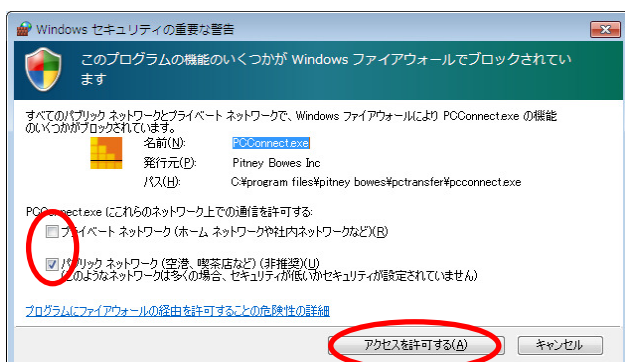 Windows セキュリティの重要な警告
このプログラムの機能のいくつかが Windows ファイアウォールでブロックされてい
ます
すべてのパブリック ネットワークとプライベート ネットワークで、Windows ファイアウォールにより PCConnect.exe の機能
のいくつかがブロックされています。
名前(N): PCConnect.exe
発行元(P): Pitney Bowes Inc
パス(H): C:¥program files¥pitney bowes¥pctransfer¥pcconnect.exe
PCConnect.exe にこれらのネットワーク上での通信を許可する:
プライベート ネットワーク (ホーム ネットワークや社内ネットワークなど)(R)
パブリック ネットワーク (空港、喫茶店など) (非推奨)(U)
(このようなネットワークは多くの場合、セキュリティが低いかセキュリティが設定されていません)
プログラムにファイアウォールの経由を許可することの危険性の詳細
アクセスを許可する(A) キャンセル